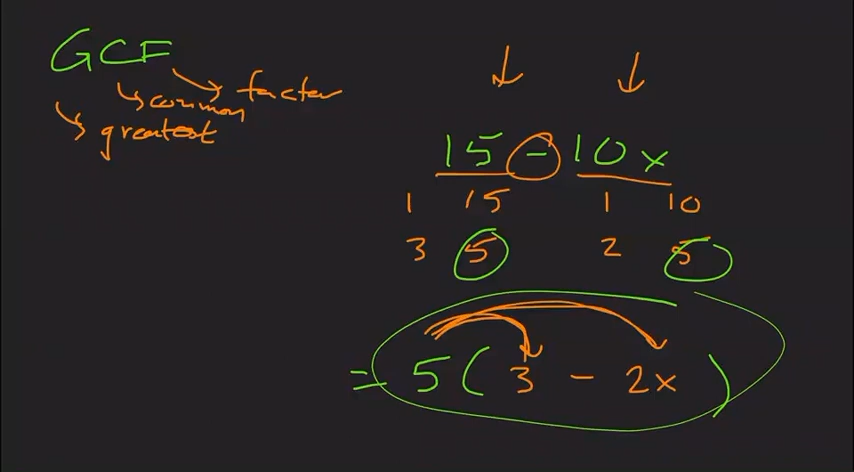 GCF
factor
common
greatest
15 - 10x
1 15 1 10
3 5 2 5
= 5(3 - 2x)